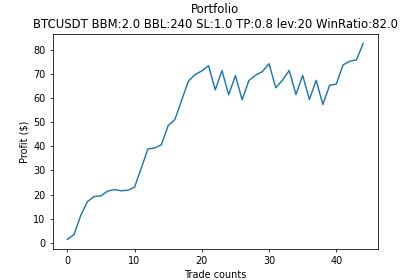 Portfolio
BTCUSDT BBM:2.0 BBL:240 SL:1.0 TP:0.8 lev:20 WinRatio:82.0
80
70
60
50
40
30
20
10
0
Profit ($)
0 10 20 30 40
Trade counts